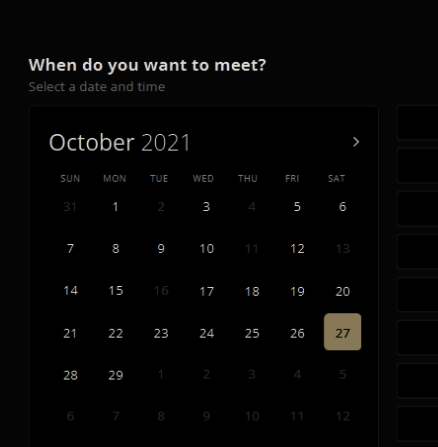 When do you want to meet?
Select a date and time
October 2021
SUN MON TUE WED THU FRI SAT
31 1 2 3 4 5 6
7 8 9 10 11 12 13
14 15 16 17 18 19 20
21 22 23 24 25 26 27
28 29 1 2 3 4 5
6 7 8 9 10 11 12